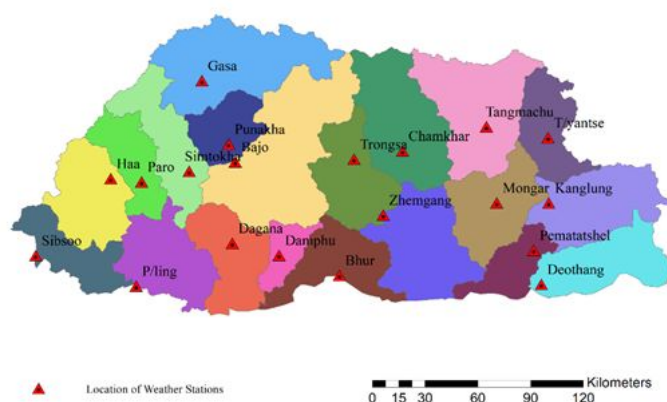 Gasa
Tangmachu
T/yantse
Punakha
Bajo
Simtokha
Trongsa
Chamkhar
Haa
Paro
Zhemgang
Mongar
Kanglung
Sibsoo
Dagana
Daniphu
Bhur
Pematatshel
Deothang
P/ling
Location of Weather Stations
Kilometers
0 15 30 60 90 120